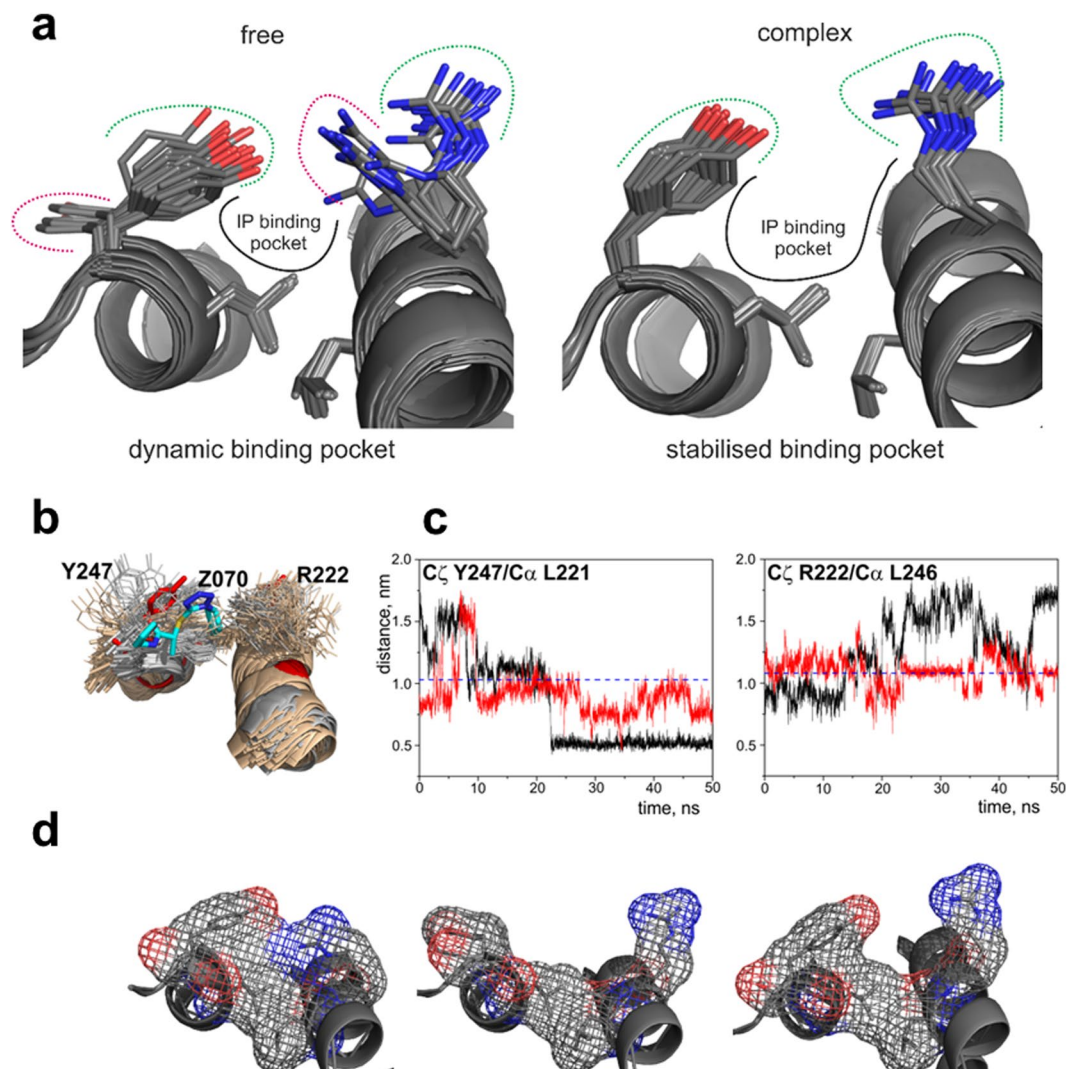 a
free
complex
IP binding
pocket
IP binding
pocket
dynamic binding pocket
stabilised binding pocket
b
c
Y247
Z070
R222
distance, nm
2.0
1.5
1.0
0.5
Cζ Y247/Cα L221
0 10 20 30 40 50
time, ns
2.0
1.5
1.0
0.5
Cζ R222/Cα L246
0 10 20 30 40 50
time, ns
d